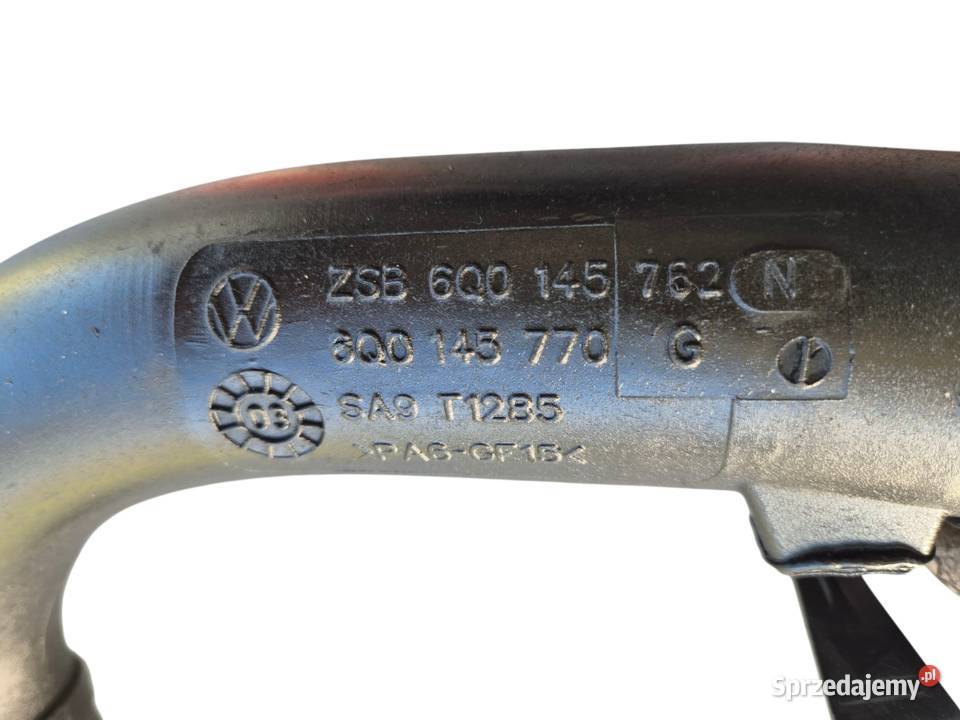 ZSB 6Q0 145 762 N
6Q0 145 770 G
SA9 T1285
>PA6-GF15<
Sprzedajemy.pl